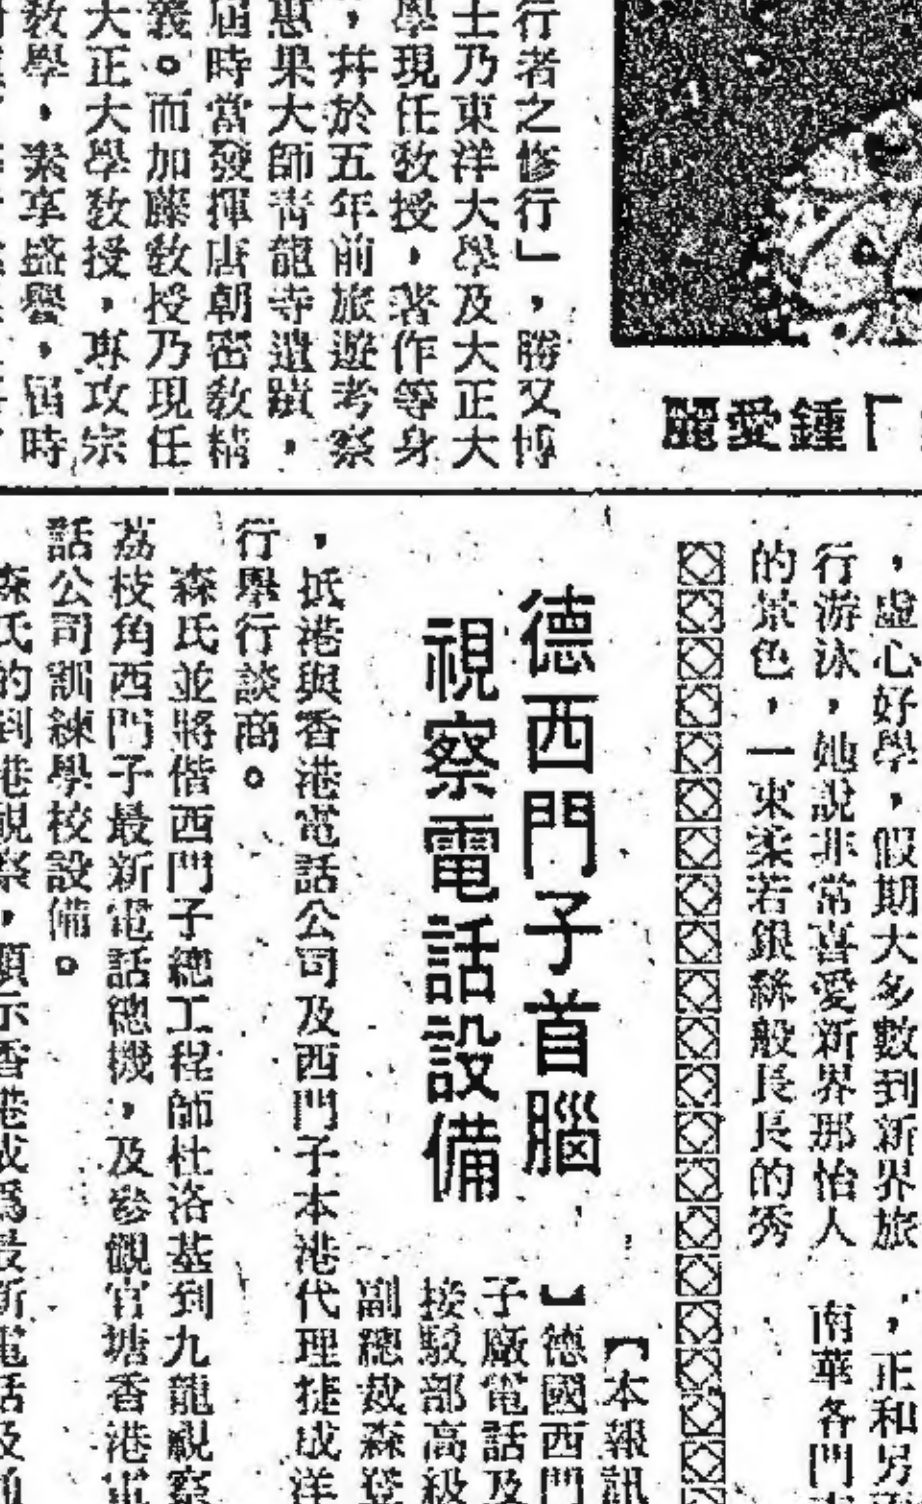 行者之修行」,勝又博
士乃東洋大學及大正大
學現任教授,著作等身
,并於五年前旅遊考察
惠果大師青龍寺遺蹟,
屆時當發揮唐朝密教精
義。而加藤教授乃現任
大正大學教授,專攻宗
教學,素享盛譽,屆時
麗愛鍾「
,虛心好學,假期大多數到新界旅
行游泳,她說非常喜愛新界那怡人
的景色,一束柔若銀絲般長長的秀
,正和另
南華各門
德西門子首腦
視察電話設備
【本報訊
】德國西門
子廠電話及
接駁部高級
副總裁森登
,抵港與香港電話公司及西門子本港代理捷成洋
行舉行談商。
森氏並將偕西門子總工程師杜洛基到九龍視察
荔枝角西門子最新電話總機,及參觀官塘香港電
話公司訓練學校設備。
森氏的到港視察,顯示香港成為最新電話及